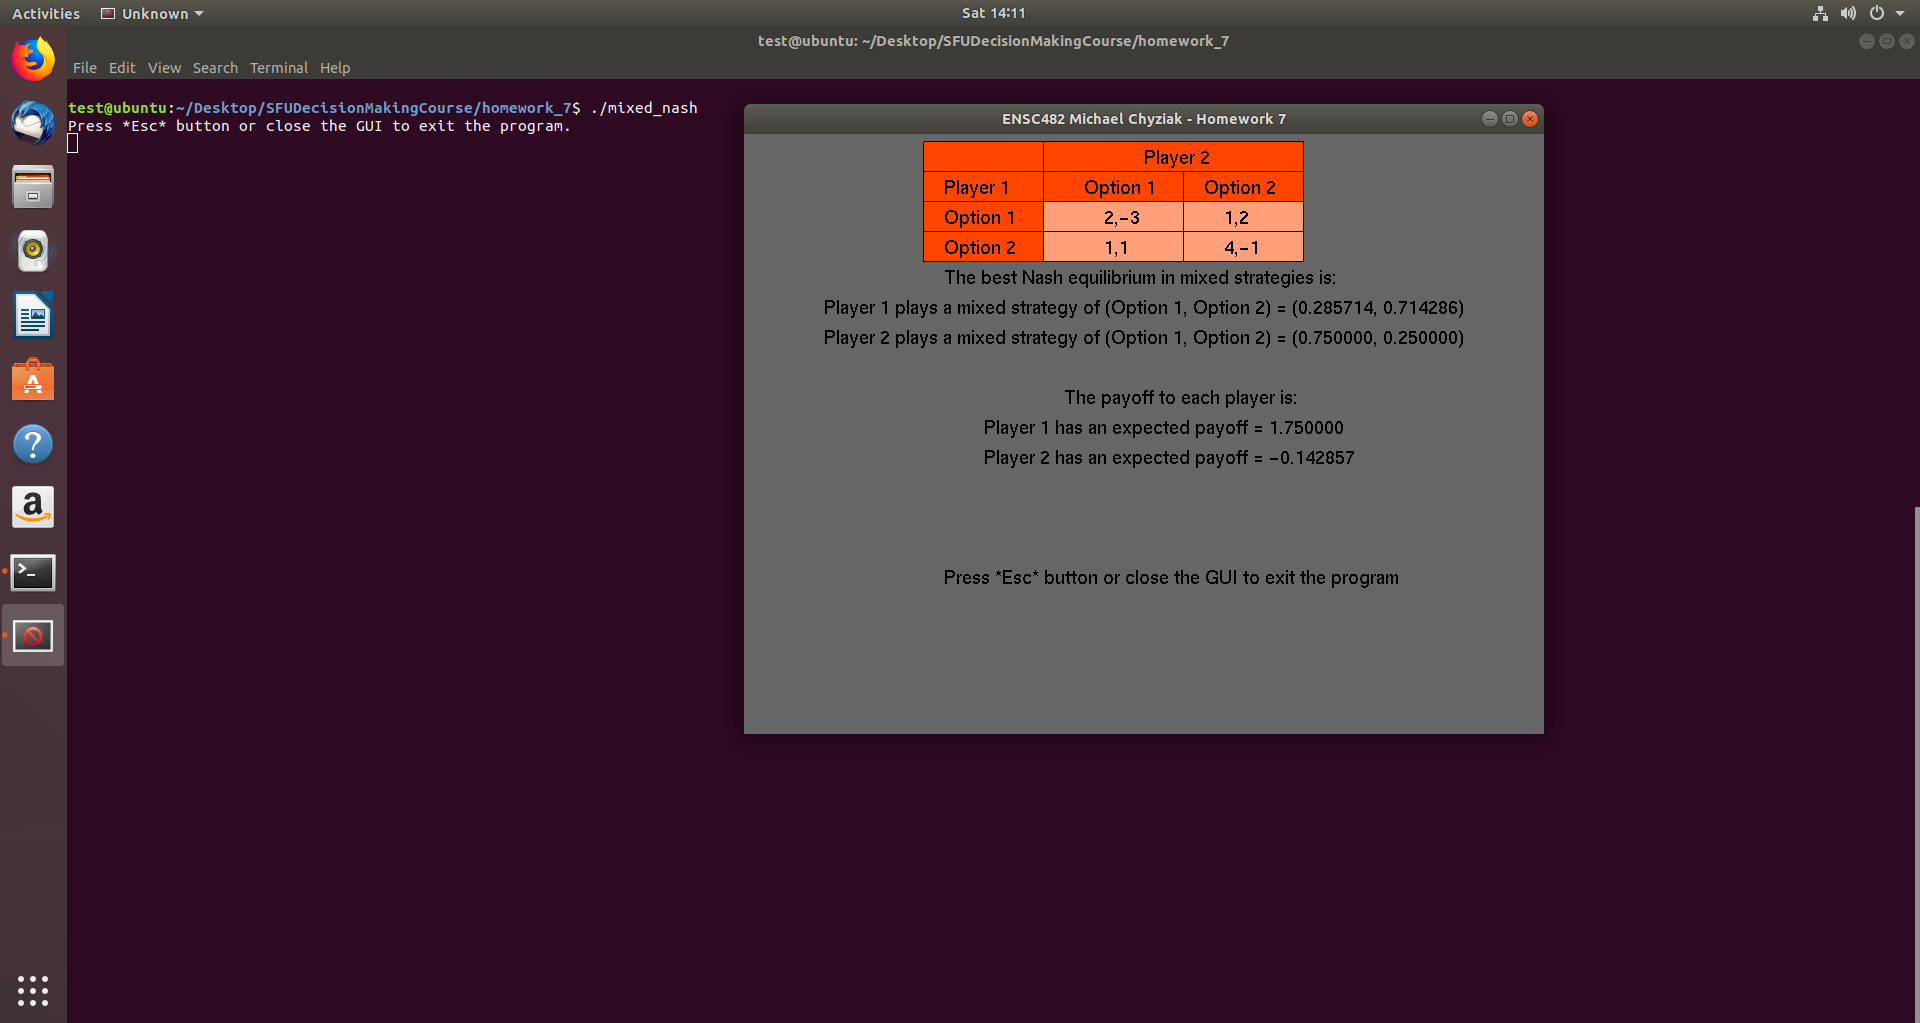 Activities Unknown Sat 14:11
test@ubuntu: ~/Desktop/SFUDecisionMakingCourse/homework_7
File Edit View Search Terminal Help
test@ubuntu:~/Desktop/SFUDecisionMakingCourse/homework_7$ ./mixed_nash
Press *Esc* button or close the GUI to exit the program.
ENSC482 Michael Chyziak - Homework 7
Player 2
Player 1 Option 1 Option 2
Option 1 2,-3 1,2
Option 2 1,1 4,-1
The best Nash equilibrium in mixed strategies is:
Player 1 plays a mixed strategy of (Option 1, Option 2) = (0.285714, 0.714286)
Player 2 plays a mixed strategy of (Option 1, Option 2) = (0.750000, 0.250000)
The payoff to each player is:
Player 1 has an expected payoff = 1.750000
Player 2 has an expected payoff = -0.142857
Press *Esc* button or close the GUI to exit the program